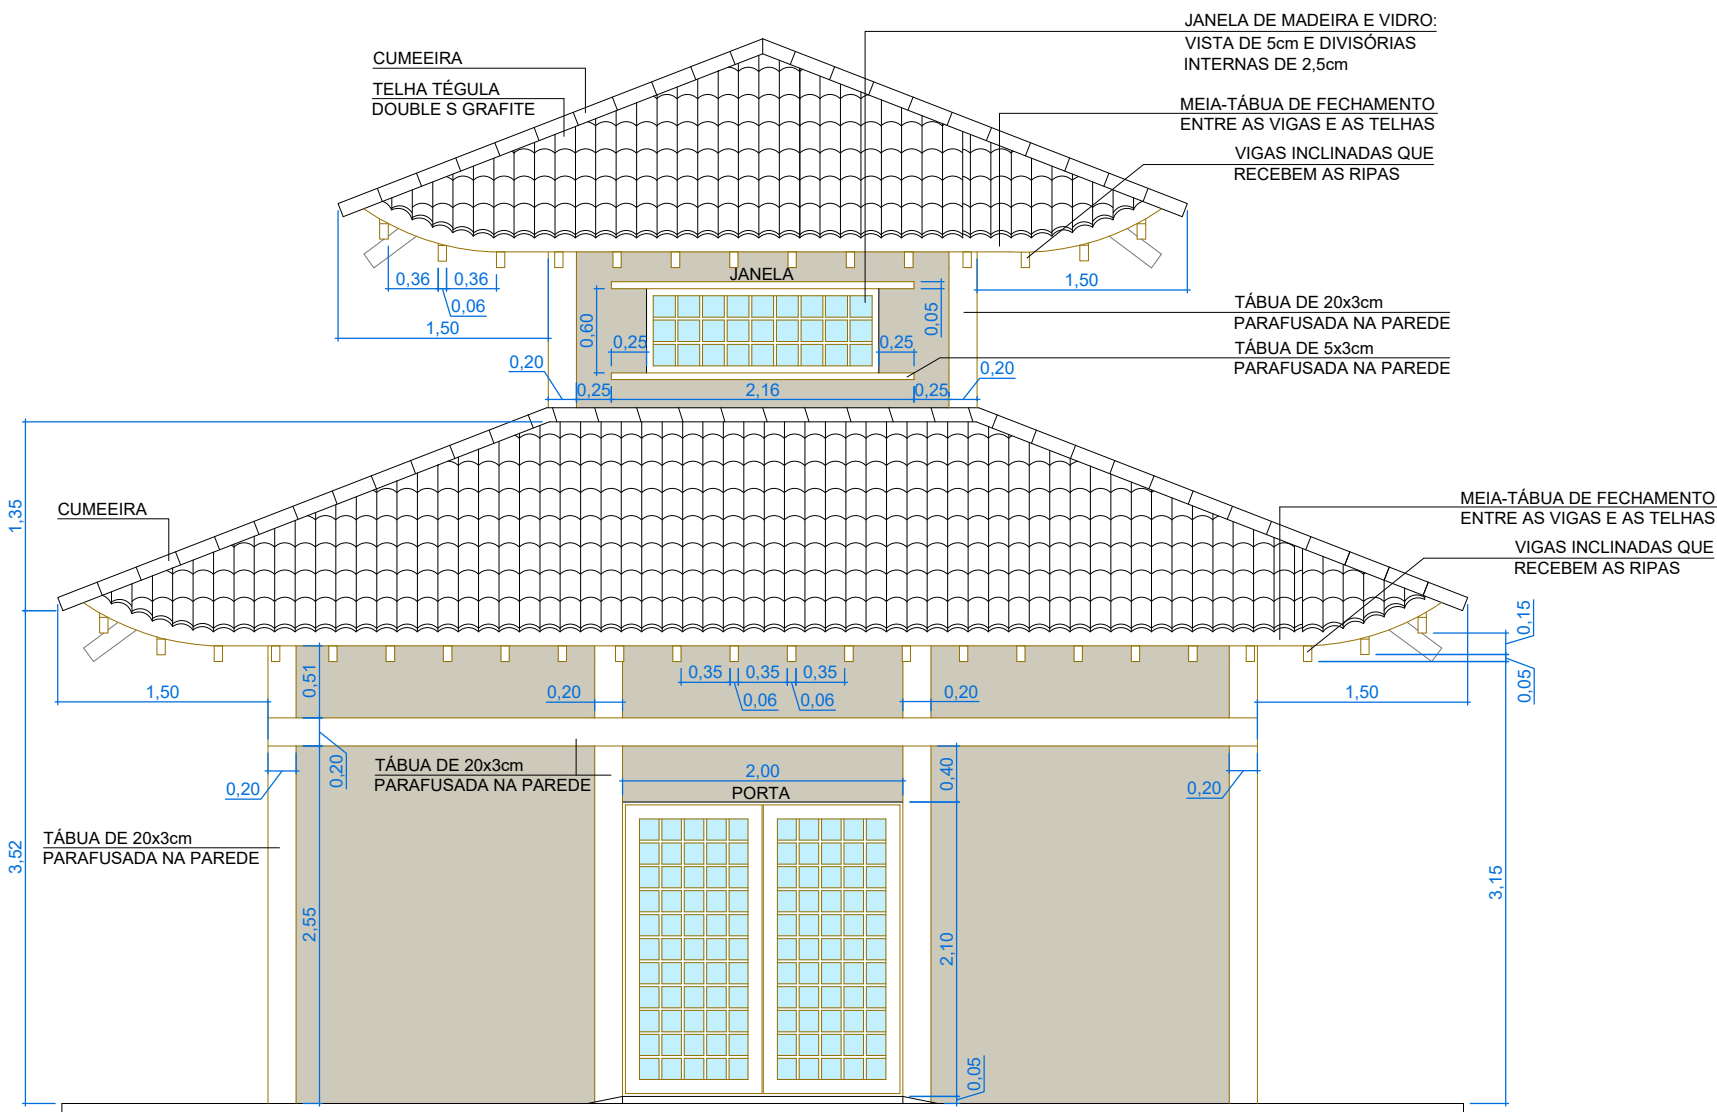 JANELA DE MADEIRA E VIDRO:
VISTA DE 5cm E DIVISÓRIAS
INTERNAS DE 2,5cm
CUMEEIRA
TELHA TÉGULA
DOUBLE S GRAFITE
MEIA-TÁBUA DE FECHAMENTO
ENTRE AS VIGAS E AS TELHAS
VIGAS INCLINADAS QUE
RECEBEM AS RIPAS
JANELA
0,36
0,36
0,06
1,50
1,50
0,60
0,05
0,25
0,25
TÁBUA DE 20x3cm
PARAFUSADA NA PAREDE
TÁBUA DE 5x3cm
PARAFUSADA NA PAREDE
0,20
0,20
0,25
2,16
0,25
1,35
CUMEEIRA
MEIA-TÁBUA DE FECHAMENTO
ENTRE AS VIGAS E AS TELHAS
VIGAS INCLINADAS QUE
RECEBEM AS RIPAS
0,15
0,05
0,51
0,35
0,35
0,35
0,06
0,06
1,50
0,20
0,20
1,50
0,20
0,20
TÁBUA DE 20x3cm
PARAFUSADA NA PAREDE
2,00
PORTA
0,40
0,20
TÁBUA DE 20x3cm
PARAFUSADA NA PAREDE
3,52
2,55
2,10
3,15
0,05